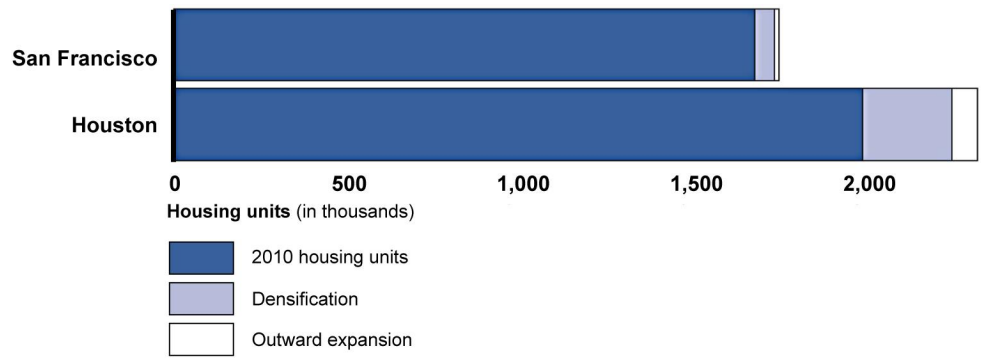 San Francisco
Houston
0 500 1,000 1,500 2,000
Housing units (in thousands)
2010 housing units
Densification
Outward expansion